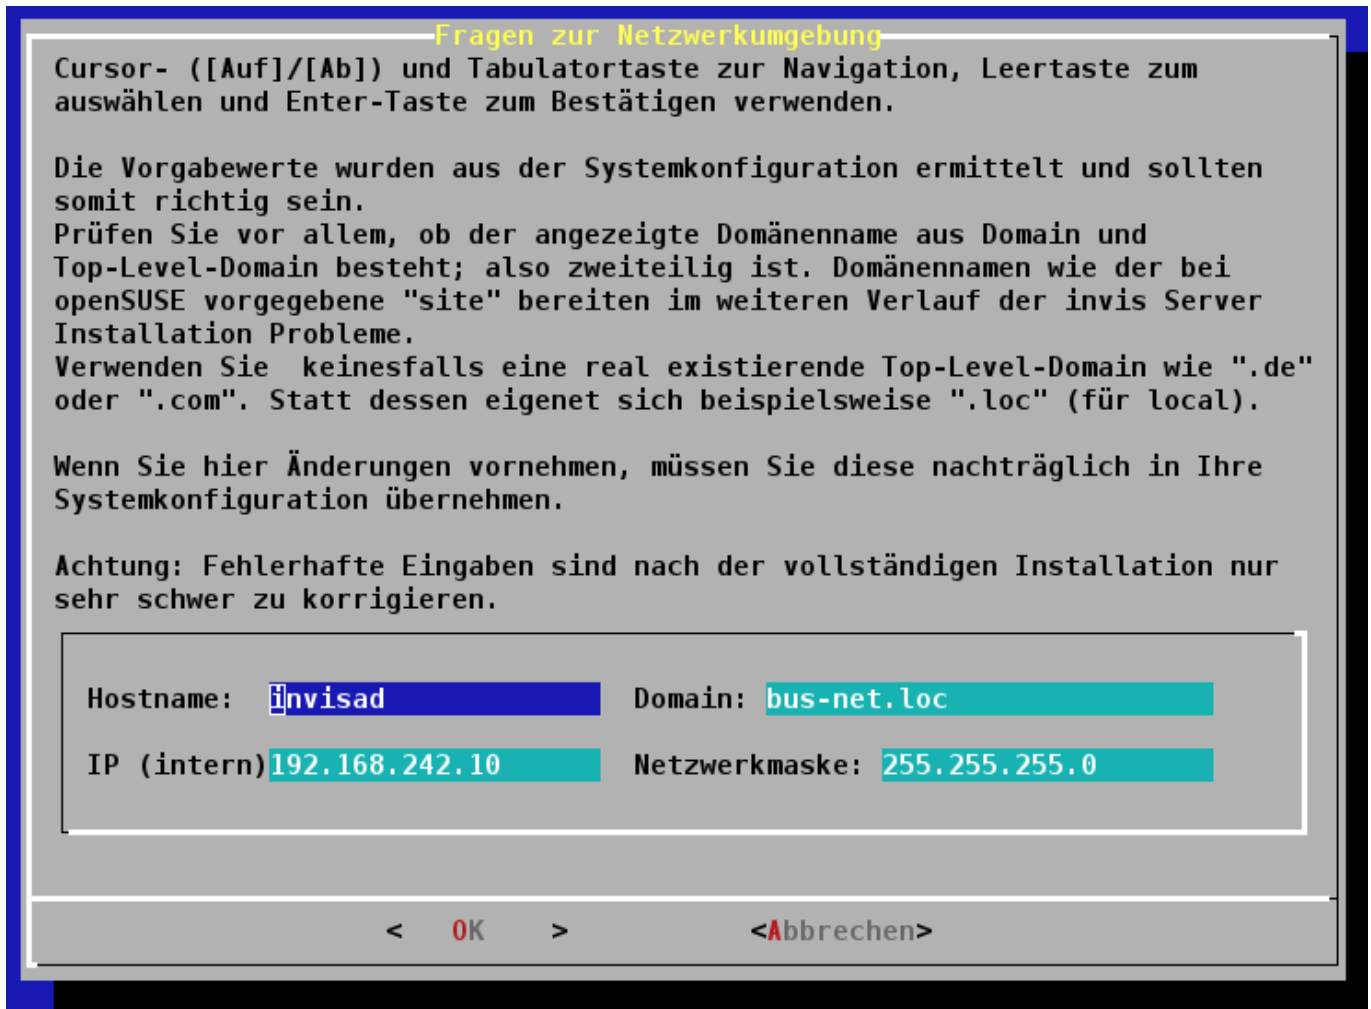 Fragen zur Netzwerkumgebung
Cursor- ([Auf]/[Ab]) und Tabulatortaste zur Navigation, Leertaste zum
auswählen und Enter-Taste zum Bestätigen verwenden.
Die Vorgabewerte wurden aus der Systemkonfiguration ermittelt und sollten
somit richtig sein.
Prüfen Sie vor allem, ob der angezeigte Domänenname aus Domain und
Top-Level-Domain besteht; also zweiteilig ist. Domänennamen wie der bei
openSUSE vorgegebene "site" bereiten im weiteren Verlauf der invis Server
Installation Probleme.
Verwenden Sie  keinesfalls eine real existierende Top-Level-Domain wie ".de"
oder ".com". Statt dessen eigenet sich beispielsweise ".loc" (für local).
Wenn Sie hier Änderungen vornehmen, müssen Sie diese nachträglich in Ihre
Systemkonfiguration übernehmen.
Achtung: Fehlerhafte Eingaben sind nach der vollständigen Installation nur
sehr schwer zu korrigieren.
Hostname: invisad Domain: bus-net.loc
IP (intern) 192.168.242.10 Netzwerkmaske: 255.255.255.0
< OK > <Abbrechen>